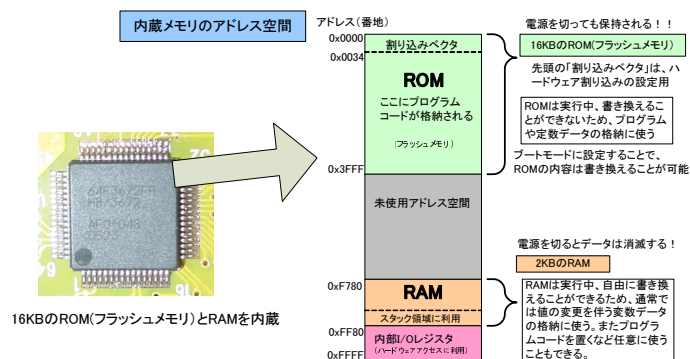 内蔵メモリのアドレス空間
アドレス（番地）
0x0000
0x0034
0x3FFF
0xF780
0xFF80
0xFFFF
割り込みベクタ
ROM
ここにプログラム
コードが格納される
(フラッシュメモリ)
未使用アドレス空間
RAM
スタック領域に利用
内部I/Oレジスタ
(ハードウェアアクセスに利用)
電源を切っても保持される！！
16KBのROM(フラッシュメモリ)
先頭の「割り込みベクタ」は、ハ
ードウェア割り込みの設定用
ROMは実行中、書き換えるこ
とができないため、プログラム
や定数データの格納に使う
ブートモードに設定することで、
ROMの内容は書き換えることが可能
電源を切るとデータは消滅する！
2KBのRAM
RAMは実行中、自由に書き換
えることができるため、通常で
は値の変更を伴う変数データ
の格納に使う。またプログラ
ムコードを置くなど任意に使う
こともできる。
64F3672FP
H8/3672
16KBのROM(フラッシュメモリ)とRAMを内蔵